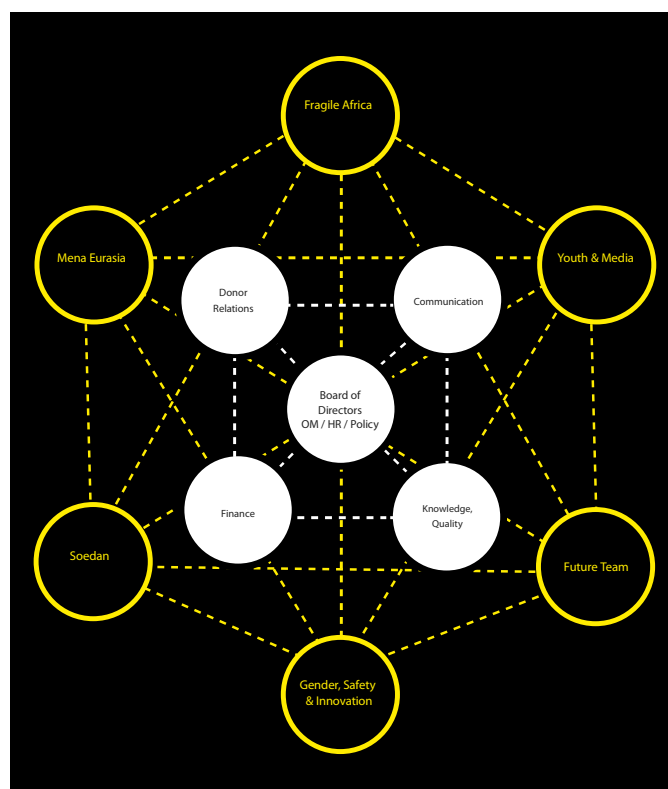 Fragile Africa
Mena Eurasia
Youth & Media
Donor
Relations
Communication
Board of
Directors
OM / HR / Policy
Finance
Knowledge,
Quality
Soedan
Future Team
Gender, Safety
& Innovation